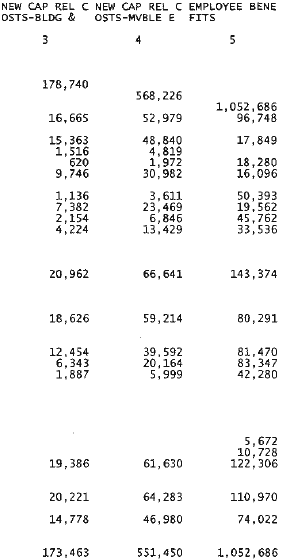 NEW CAP REL C NEW CAP REL C EMPLOYEE BENE
OSTS-BLDG & OSTS-MVBLE E FITS
3 4 5
178,740
568,226
1,052,686
16,665 52,979 96,748
15,363 48,840 17,849
1,516 4,819
620 1,972 18,280
9,746 30,982 16,096
1,136 3,611 50,393
7,382 23,469 19,562
2,154 6,846 45,762
4,224 13,429 33,536
20,962 66,641 143,374
18,626 59,214 80,291
12,454 39,592 81,470
6,343 20,164 83,347
1,887 5,999 42,280
5,672
10,728
19,386 61,630 122,306
20,221 64,283 110,970
14,778 46,980 74,022
173,463 551,450 1,052,686